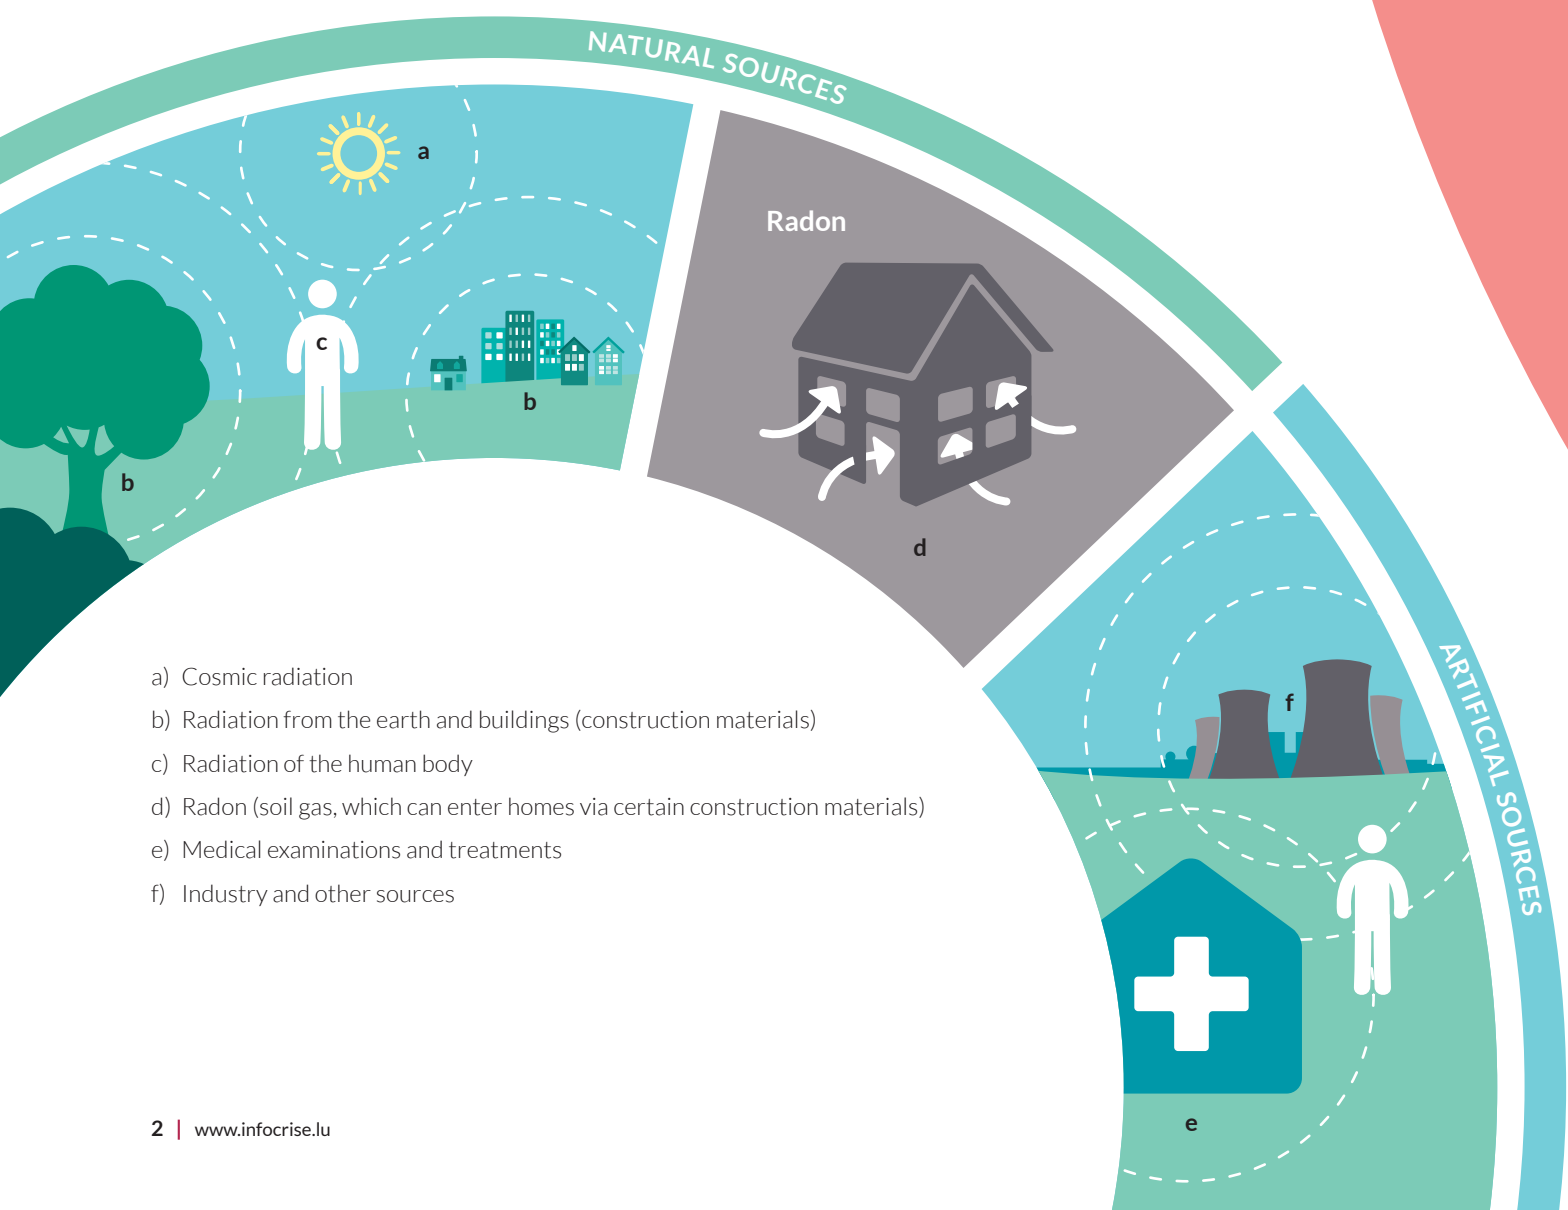 NATURAL SOURCES
a
Radon
c
b
b
d
ARTIFICIAL SOURCES
f
a) Cosmic radiation
b) Radiation from the earth and buildings (construction materials)
c) Radiation of the human body
d) Radon (soil gas, which can enter homes via certain construction materials)
e) Medical examinations and treatments
f) Industry and other sources
e
2 | www.infocrise.lu